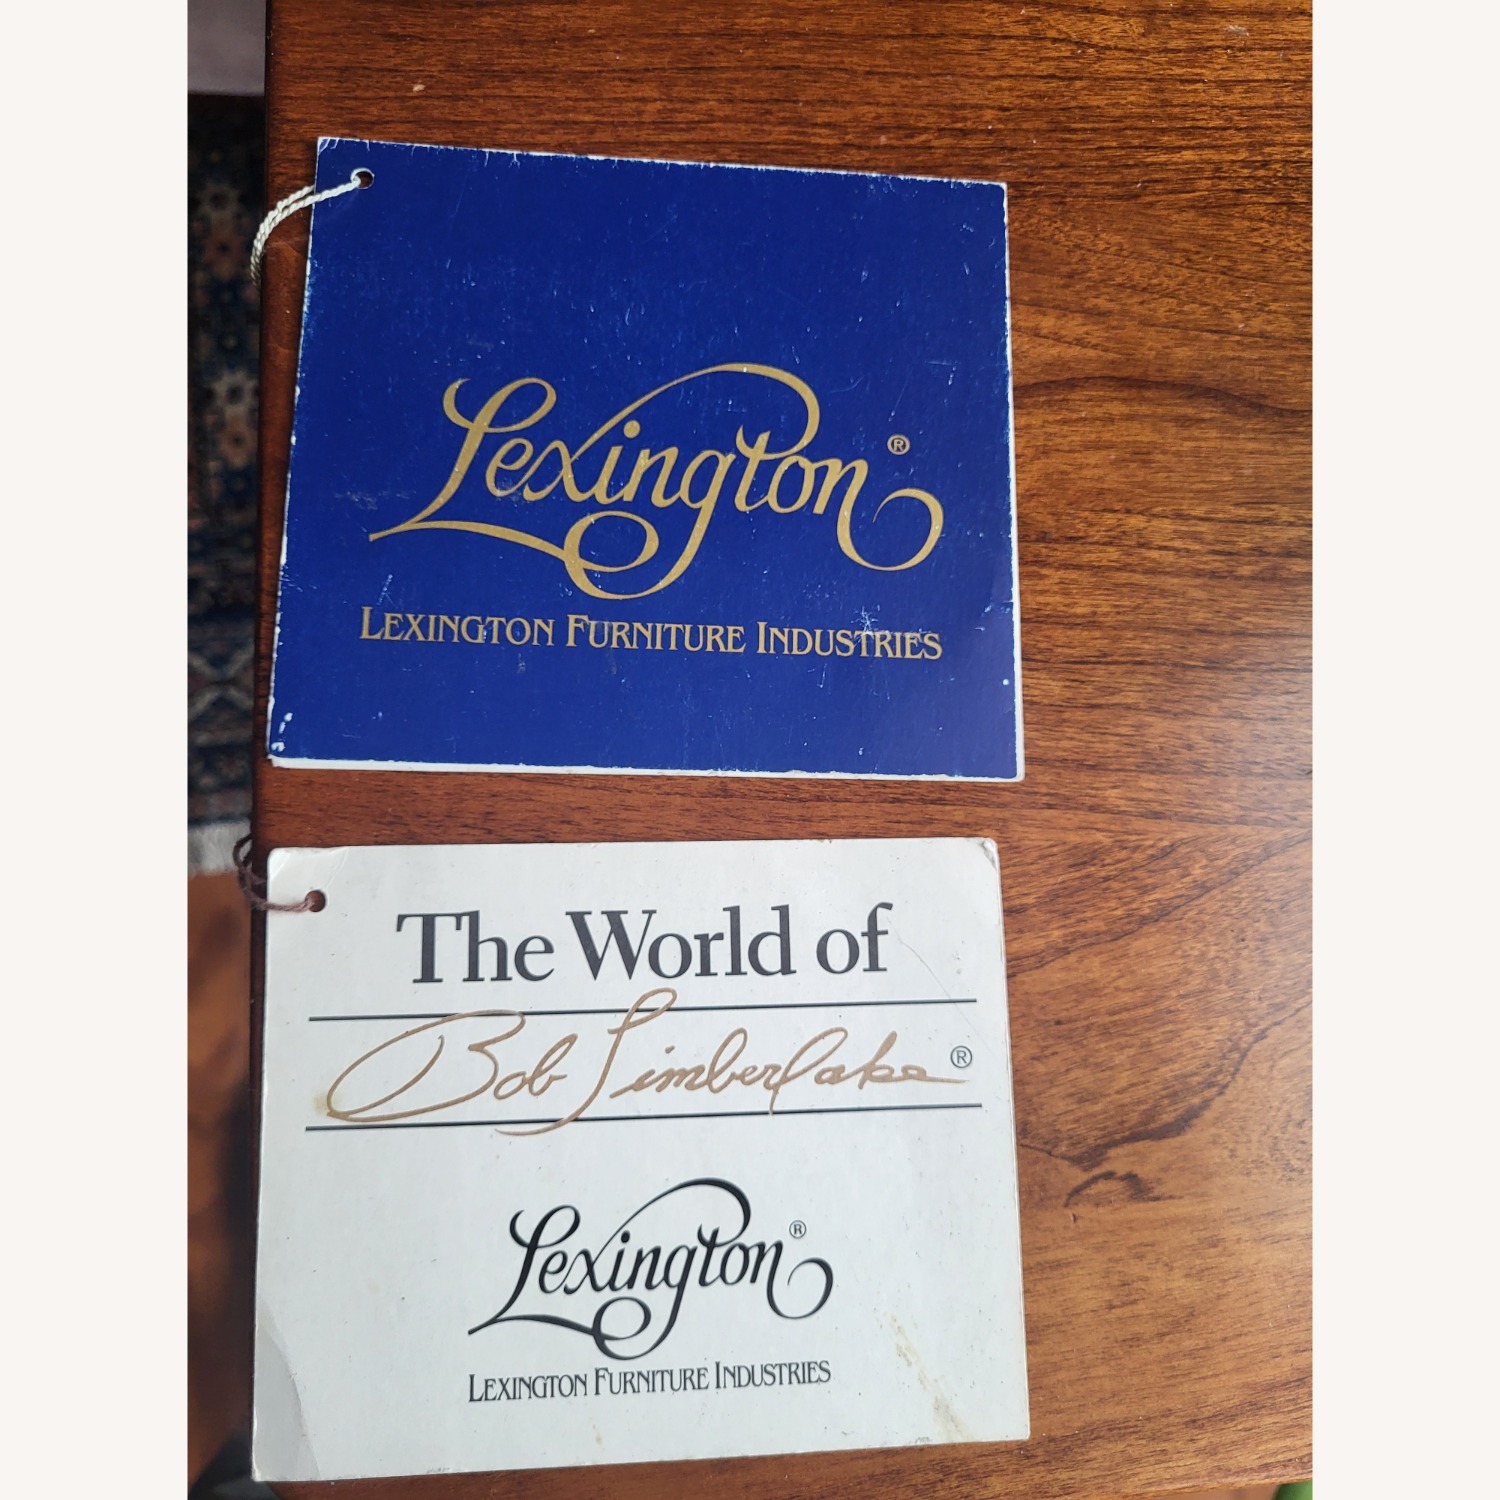 Lexington®
LEXINGTON FURNITURE INDUSTRIES
The World of
Bob Timberlake®
Lexington®
LEXINGTON FURNITURE INDUSTRIES